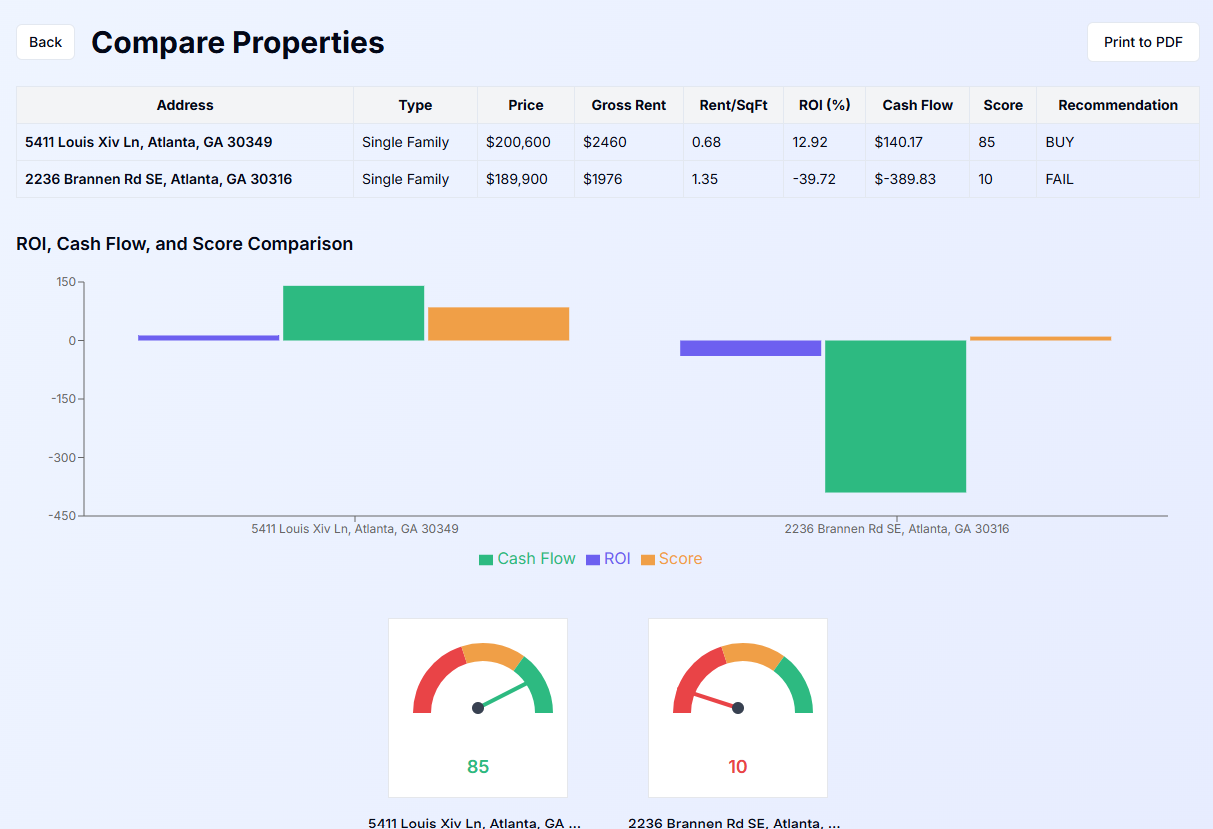 Back Compare Properties Print to PDF
Address Type Price Gross Rent Rent/SqFt ROI (%) Cash Flow Score Recommendation
5411 Louis Xiv Ln, Atlanta, GA 30349 Single Family $200,600 $2460 0.68 12.92 $140.17 85 BUY
2236 Brannen Rd SE, Atlanta, GA 30316 Single Family $189,900 $1976 1.35 -39.72 $-389.83 10 FAIL
ROI, Cash Flow, and Score Comparison
150
0
-150
-300
-450
5411 Louis Xiv Ln, Atlanta, GA 30349 2236 Brannen Rd SE, Atlanta, GA 30316
Cash Flow ROI Score
85 10
5411 Louis Xiv Ln, Atlanta, GA ... 2236 Brannen Rd SE, Atlanta, ...